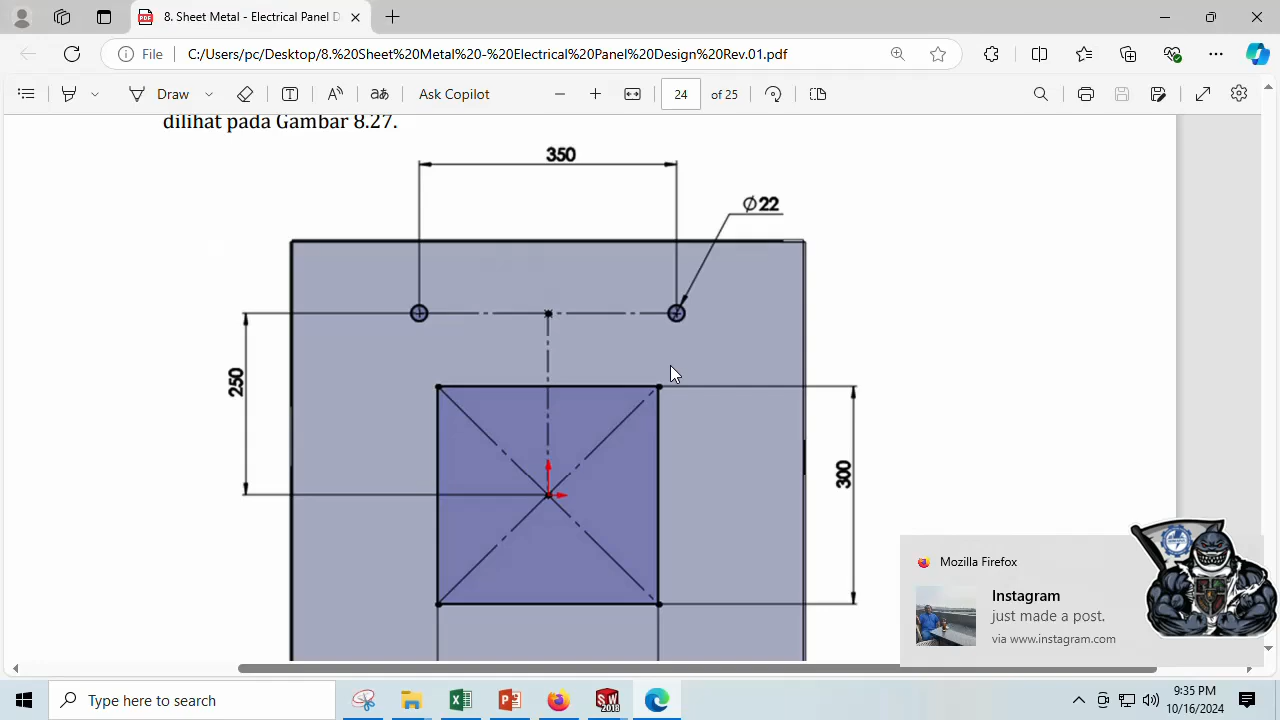 8. Sheet Metal - Electrical Panel D
File
C:/Users/pc/Desktop/8.%20Sheet%20Metal%20-%20Electrical%20Panel%20Design%20Rev.01.pdf
Draw
Ask Copilot
24
of 25
dilihat pada Gambar 8.27.
350
Ø22
250
300
Mozilla Firefox
Instagram
just made a post.
via www.instagram.com
Type here to search
SW
2018
9:35 PM
10/16/2024